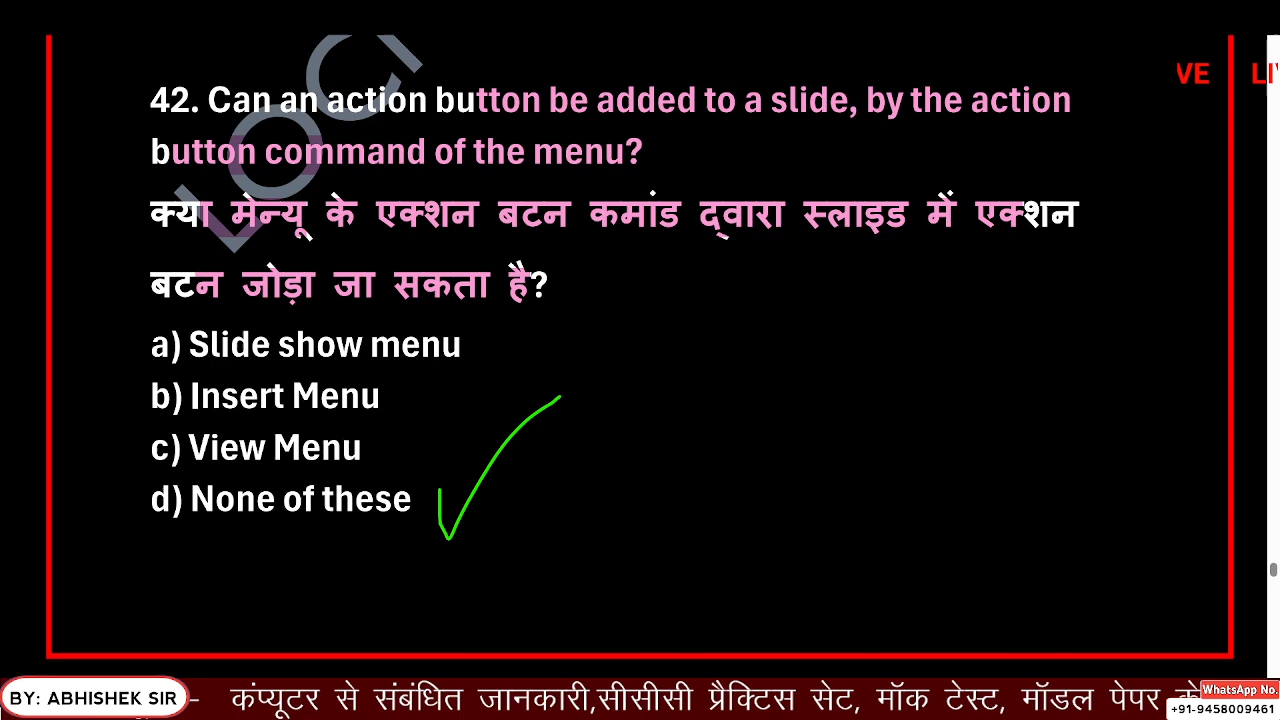 VE LI
42. Can an action button be added to a slide, by the action
button command of the menu?
क्या मेन्यू के एक्शन बटन कमांड द्वारा स्लाइड में एक्शन
बटन जोड़ा जा सकता है?
a) Slide show menu
b) Insert Menu
c) View Menu
d) None of these
LOCI
BY: ABHISHEK SIR
- कंप्यूटर से संबंधित जानकारी,सीसीसी प्रैक्टिस सेट, मॉक टेस्ट, मॉडल पेपर के
WhatsApp No.
+91-9458009461